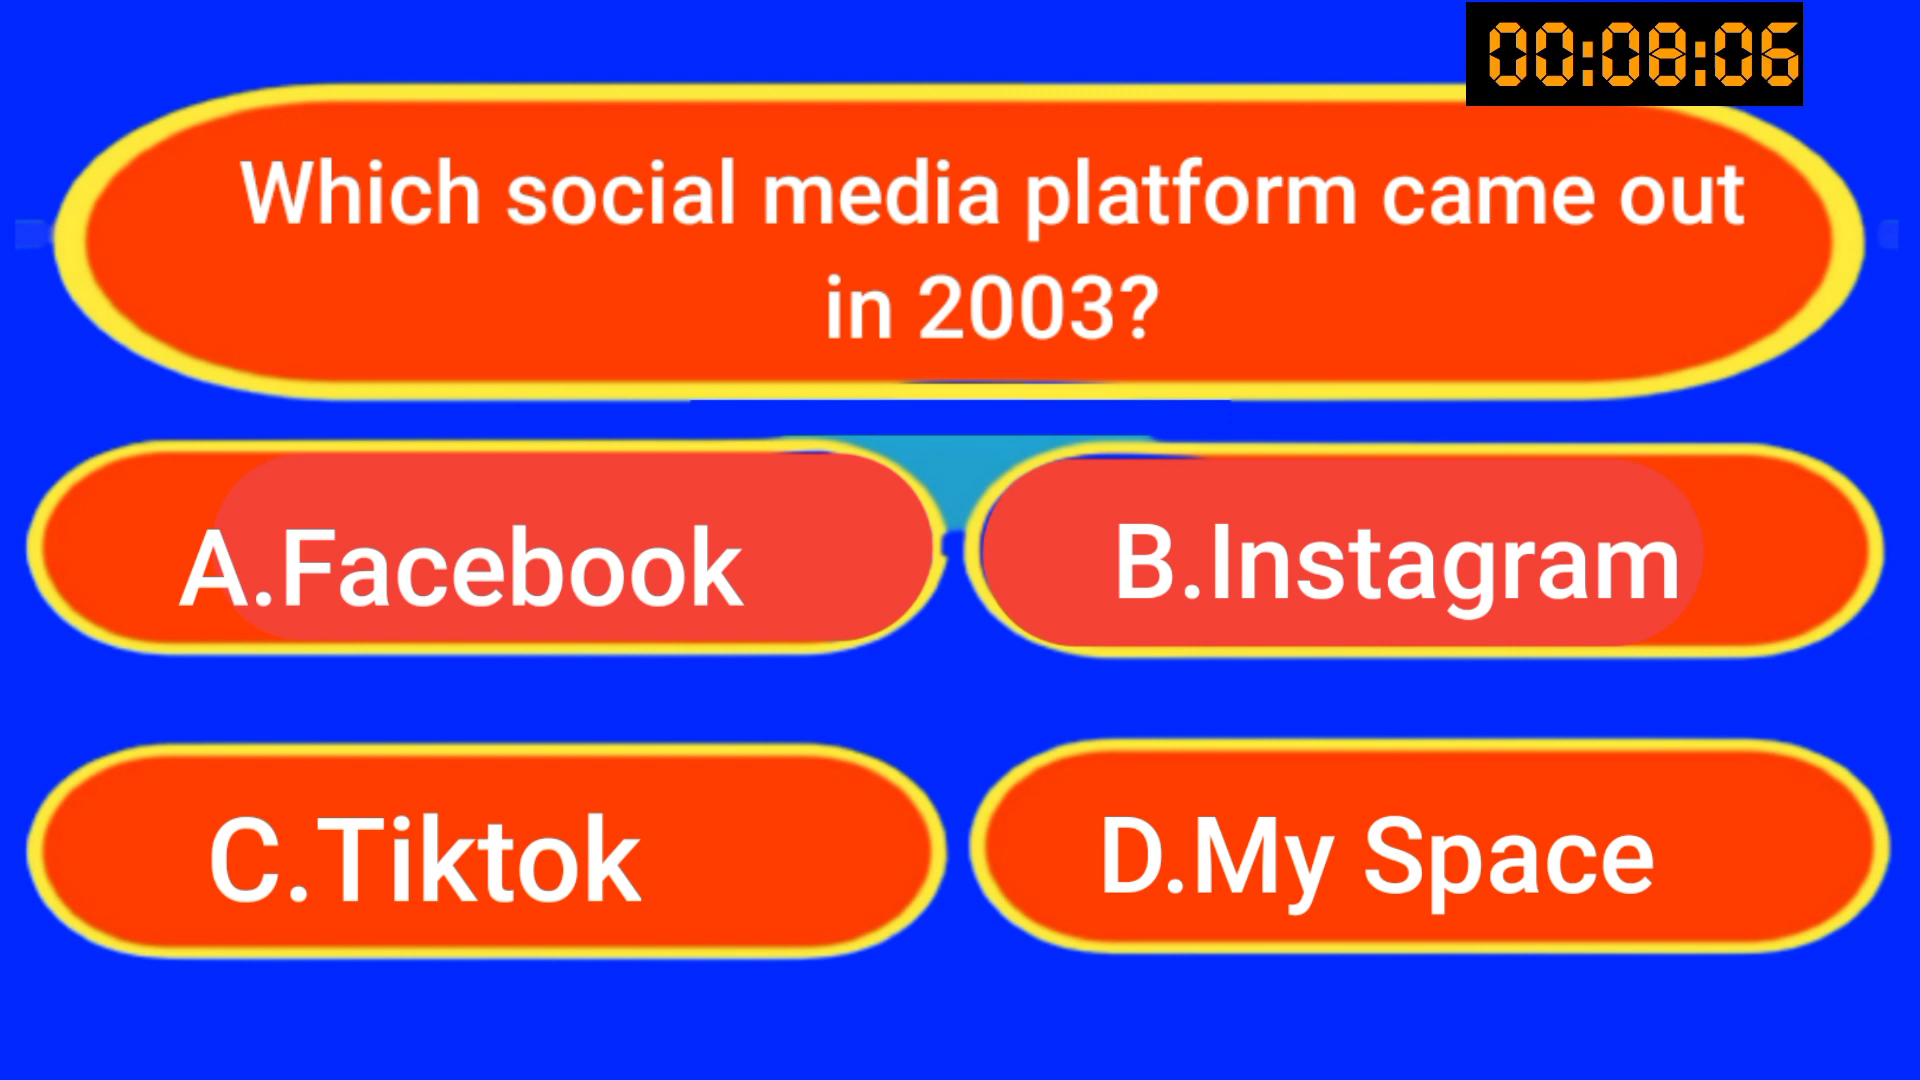 00:08:06
Which social media platform came out
in 2003?
A.Facebook
B.Instagram
C.Tiktok
D.My Space